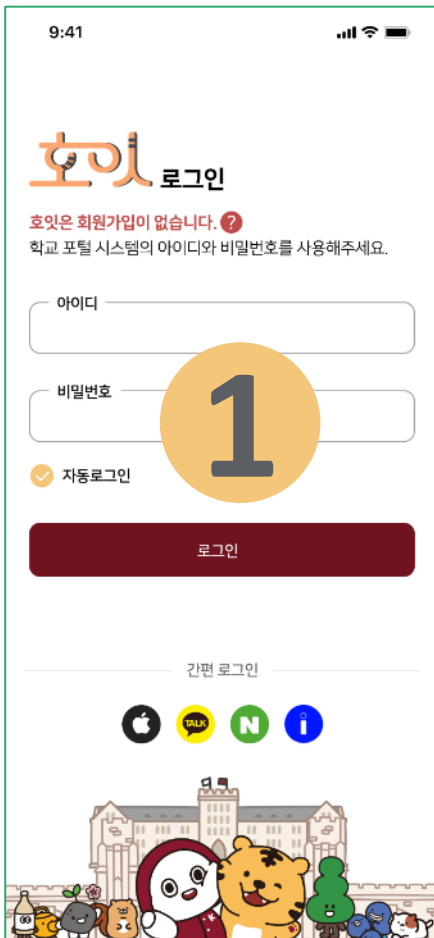 9:41
호잇 로그인
호잇은 회원가입이 없습니다. ?
학교 포털 시스템의 아이디와 비밀번호를 사용해주세요.
아이디
비밀번호
1
자동로그인
로그인
간편 로그인
TALK N i